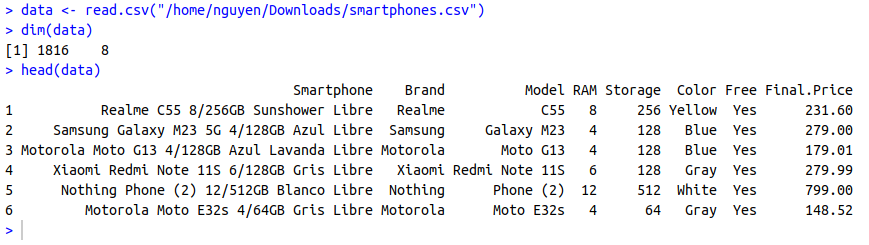 > data <- read.csv("/home/nguyen/Downloads/smartphones.csv")
> dim(data)
[1] 1816    8
> head(data)
                                 Smartphone    Brand          Model RAM Storage  Color Free Final.Price
1         Realme C55 8/256GB Sunshower Libre   Realme            C55   8     256 Yellow  Yes      231.60
2   Samsung Galaxy M23 5G 4/128GB Azul Libre  Samsung     Galaxy M23   4     128   Blue  Yes      279.00
3 Motorola Moto G13 4/128GB Azul Lavanda Libre Motorola       Moto G13   4     128   Blue  Yes      179.01
4    Xiaomi Redmi Note 11S 6/128GB Gris Libre   Xiaomi Redmi Note 11S   6     128   Gray  Yes      279.99
5    Nothing Phone (2) 12/512GB Blanco Libre  Nothing      Phone (2)  12     512  White  Yes      799.00
6       Motorola Moto E32s 4/64GB Gris Libre Motorola      Moto E32s   4      64   Gray  Yes      148.52
>